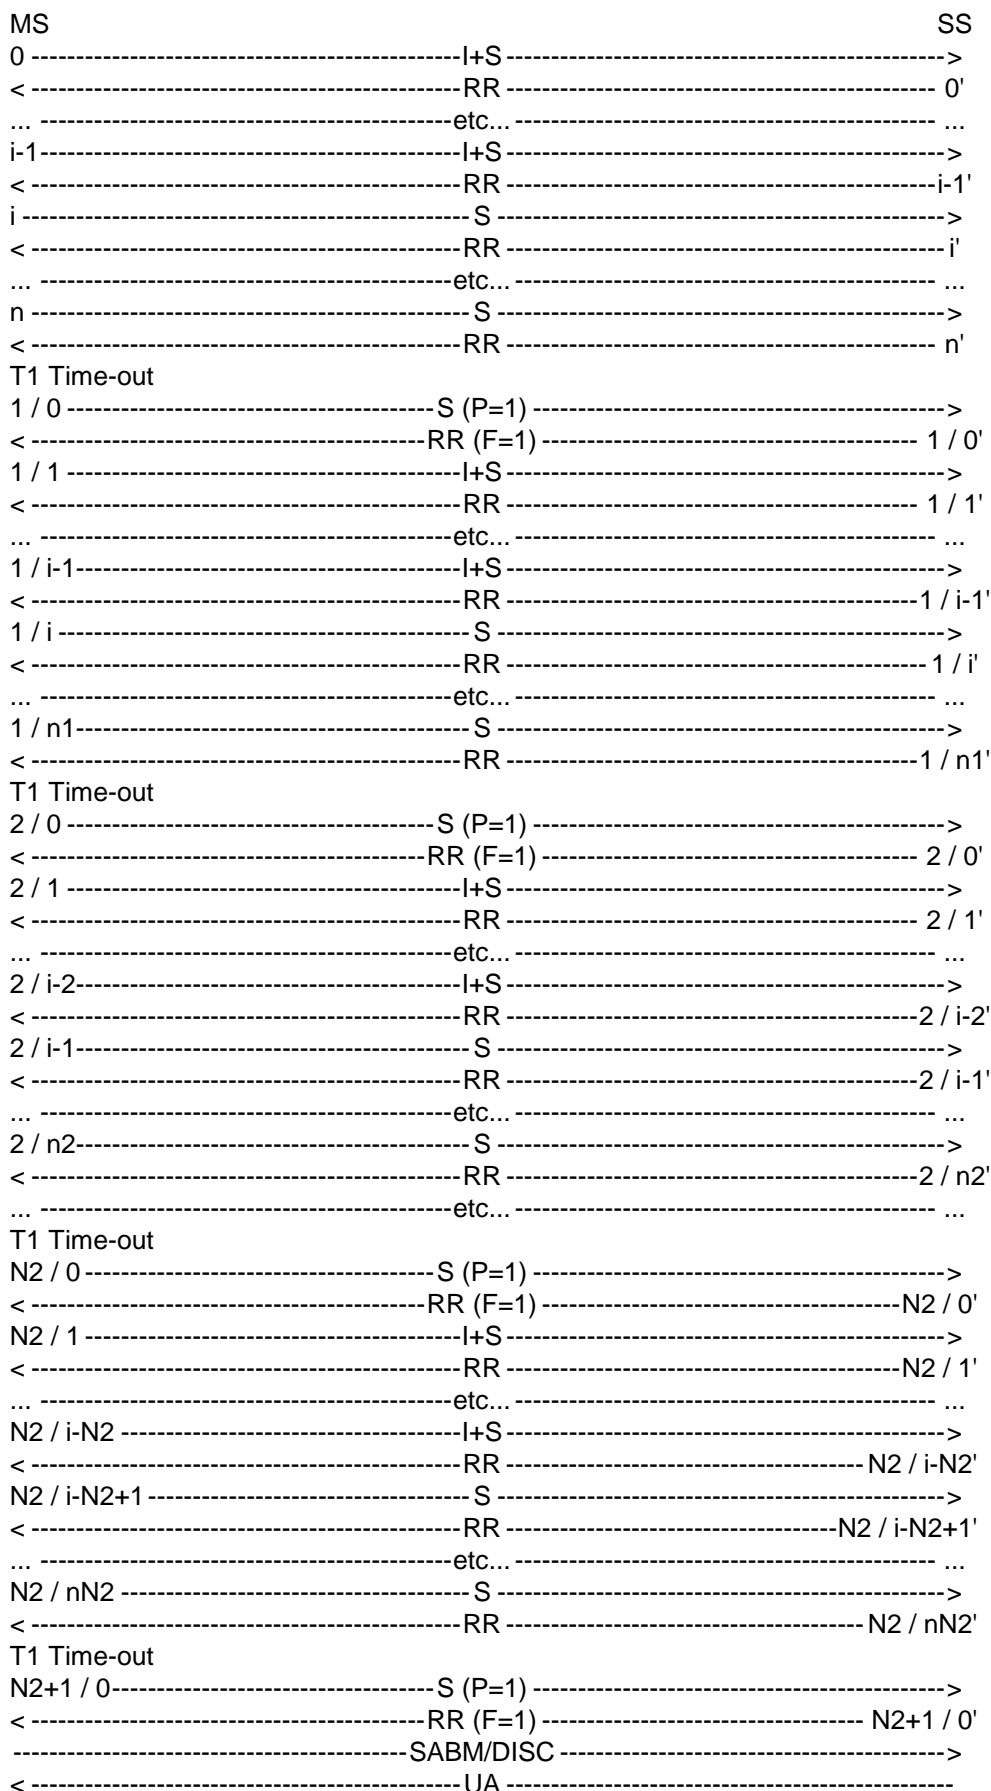 MS SS
0 ------------------------------------------------I+S ------------------------------------------------->
< ------------------------------------------------RR ------------------------------------------------ 0'
... ----------------------------------------------etc... ----------------------------------------------- ...
i-1-----------------------------------------------I+S ------------------------------------------------->
< ------------------------------------------------RR ------------------------------------------------i-1'
i -------------------------------------------------- S -------------------------------------------------->
< ------------------------------------------------RR ------------------------------------------------- i'
... ----------------------------------------------etc... ----------------------------------------------- ...
n ------------------------------------------------- S -------------------------------------------------->
< ------------------------------------------------RR ------------------------------------------------ n'
T1 Time-out
1 / 0 -----------------------------------------S (P=1) ---------------------------------------------->
< --------------------------------------------RR (F=1) ------------------------------------------ 1 / 0'
1 / 1 --------------------------------------------I+S ------------------------------------------------->
< ------------------------------------------------RR ---------------------------------------------- 1 / 1'
... ----------------------------------------------etc... ----------------------------------------------- ...
1 / i-1-------------------------------------------I+S ------------------------------------------------->
< ------------------------------------------------RR ----------------------------------------------1 / i-1'
1 / i ---------------------------------------------- S -------------------------------------------------->
< ------------------------------------------------RR ----------------------------------------------- 1 / i'
... ----------------------------------------------etc... ----------------------------------------------- ...
1 / n1-------------------------------------------- S -------------------------------------------------->
< ------------------------------------------------RR ----------------------------------------------1 / n1'
T1 Time-out
2 / 0 -----------------------------------------S (P=1) ---------------------------------------------->
< --------------------------------------------RR (F=1) ------------------------------------------ 2 / 0'
2 / 1 --------------------------------------------I+S ------------------------------------------------->
< ------------------------------------------------RR ---------------------------------------------- 2 / 1'
... ----------------------------------------------etc... ----------------------------------------------- ...
2 / i-2-------------------------------------------I+S ------------------------------------------------->
< ------------------------------------------------RR ----------------------------------------------2 / i-2'
2 / i-1-------------------------------------------- S -------------------------------------------------->
< ------------------------------------------------RR ----------------------------------------------2 / i-1'
... ----------------------------------------------etc... ----------------------------------------------- ...
2 / n2-------------------------------------------- S -------------------------------------------------->
< ------------------------------------------------RR ----------------------------------------------2 / n2'
... ----------------------------------------------etc... ----------------------------------------------- ...
T1 Time-out
N2 / 0 ---------------------------------------S (P=1) ---------------------------------------------->
< --------------------------------------------RR (F=1) ----------------------------------------N2 / 0'
N2 / 1 ------------------------------------------I+S ------------------------------------------------->
< ------------------------------------------------RR --------------------------------------------N2 / 1'
... ----------------------------------------------etc... ----------------------------------------------- ...
N2 / i-N2 --------------------------------------I+S ------------------------------------------------->
< ------------------------------------------------RR ---------------------------------------- N2 / i-N2'
N2 / i-N2+1 ------------------------------------ S -------------------------------------------------->
< ------------------------------------------------RR -------------------------------------N2 / i-N2+1'
... ----------------------------------------------etc... ----------------------------------------------- ...
N2 / nN2 --------------------------------------- S -------------------------------------------------->
< ------------------------------------------------RR ---------------------------------------- N2 / nN2'
T1 Time-out
N2+1 / 0------------------------------------S (P=1) ---------------------------------------------->
< --------------------------------------------RR (F=1) ------------------------------------ N2+1 / 0'
--------------------------------------------SABM/DISC ------------------------------------------->
< ------------------------------------------------UA --------------------------------------------------